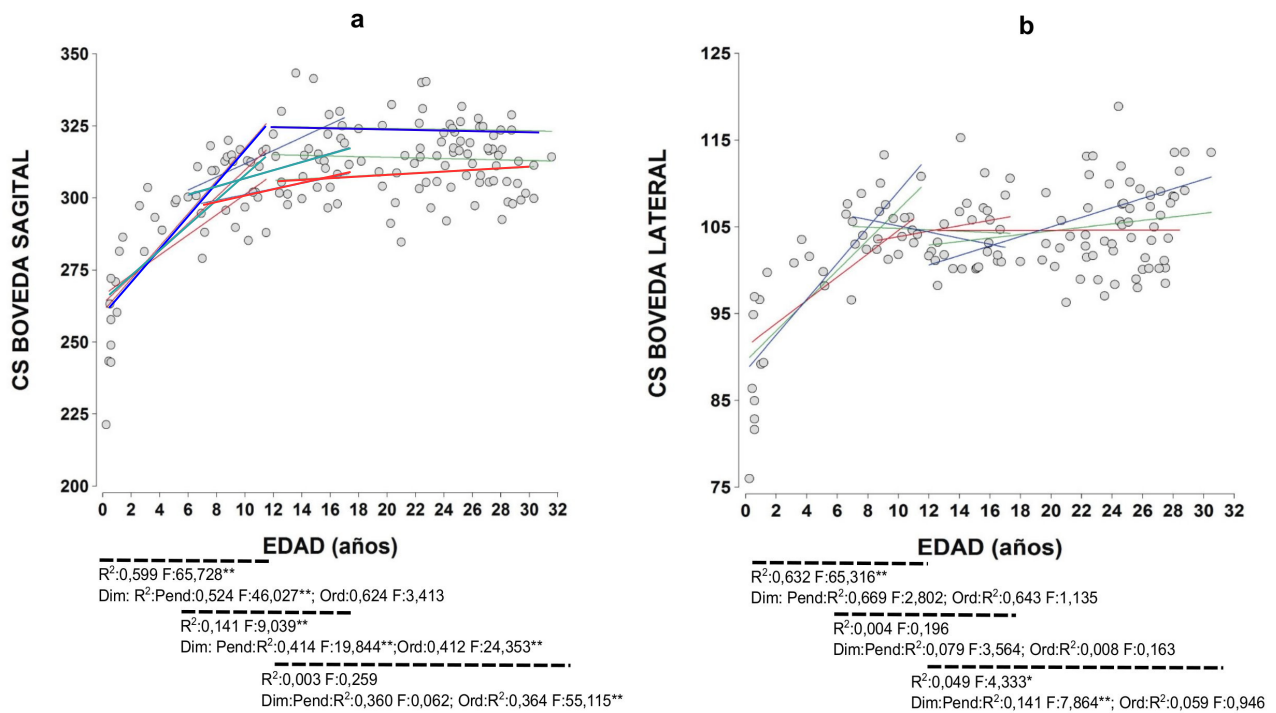 a
350
325
300
275
250
225
200
CS BOVEDA SAGITAL
0 2 4 6 8 10 12 14 16 18 20 22 24 26 28 30 32
EDAD (años)
R²:0,599 F:65,728**
Dim: R²:Pend:0,524 F:46,027**; Ord:0,624 F:3,413
R²:0,141 F:9,039**
Dim: Pend:R²:0,414 F:19,844**;Ord:0,412 F:24,353**
R²:0,003 F:0,259
Dim:Pend:R²:0,360 F:0,062; Ord:R²:0,364 F:55,115**
b
125
115
105
95
85
75
CS BOVEDA LATERAL
0 2 4 6 8 10 12 14 16 18 20 22 24 26 28 30 32
EDAD (años)
R²:0,632 F:65,316**
Dim: Pend:R²:0,669 F:2,802; Ord:R²:0,643 F:1,135
R²:0,004 F:0,196
Dim:Pend:R²:0,079 F:3,564; Ord:R²:0,008 F:0,163
R²:0,049 F:4,333*
Dim:Pend:R²:0,141 F:7,864**; Ord:R²:0,059 F:0,946